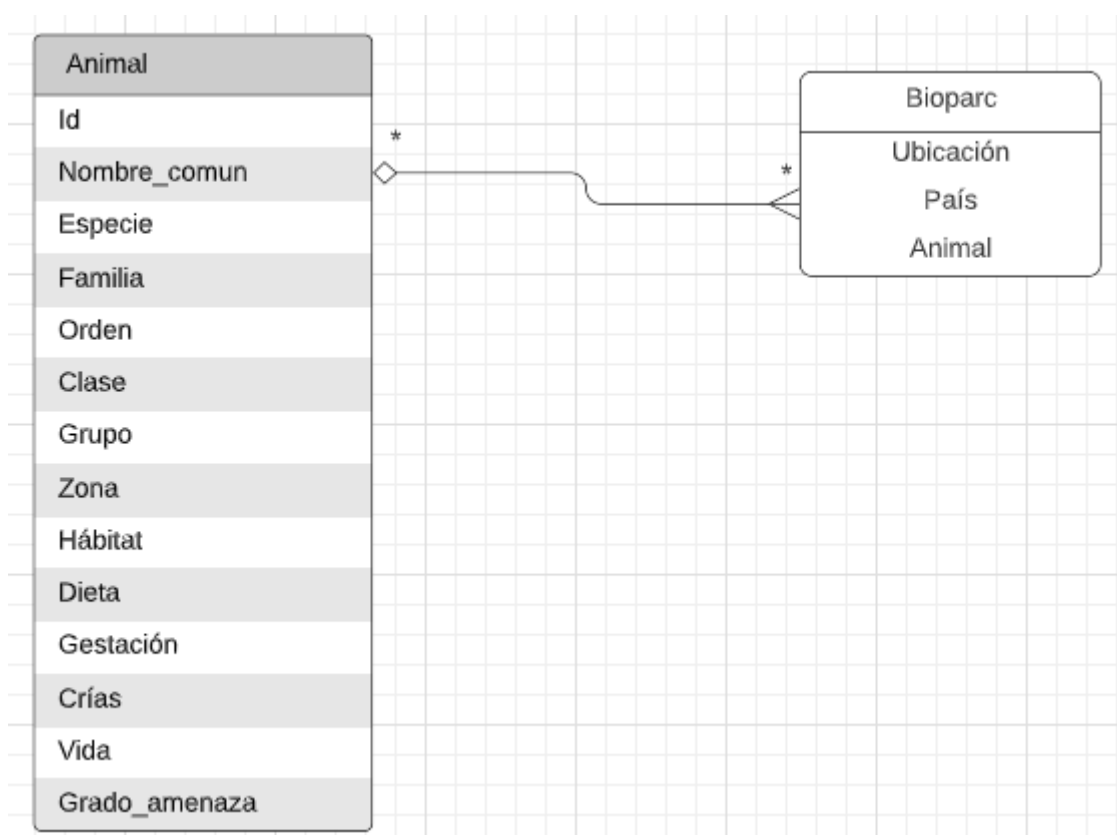 Animal
Id
Nombre_comun
Especie
Familia
Orden
Clase
Grupo
Zona
Hábitat
Dieta
Gestación
Crías
Vida
Grado_amenaza
*
*
Bioparc
Ubicación
País
Animal